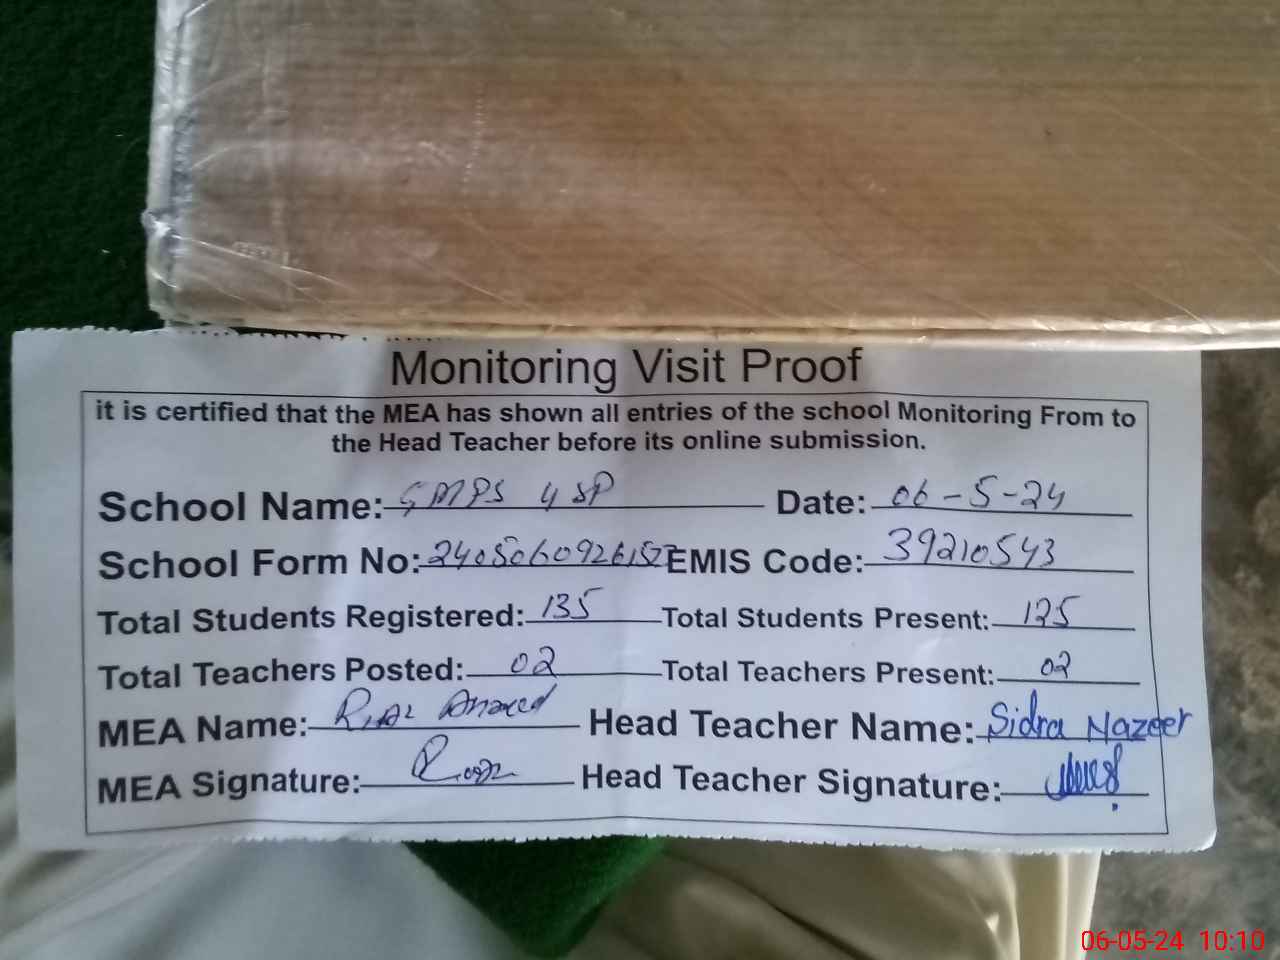 Monitoring Visit Proof
it is certified that the MEA has shown all entries of the school Monitoring From to
the Head Teacher before its online submission.
School Name: GMPS 4 SP Date: 06-5-24
School Form No: EMIS Code: 39210543
Total Students Registered: 135 Total Students Present: 125
Total Teachers Posted: 02 Total Teachers Present: 02
MEA Name: Riaz Ahmed Head Teacher Name: Sidra Nazeer
MEA Signature: Head Teacher Signature:
06-05-24 10:10